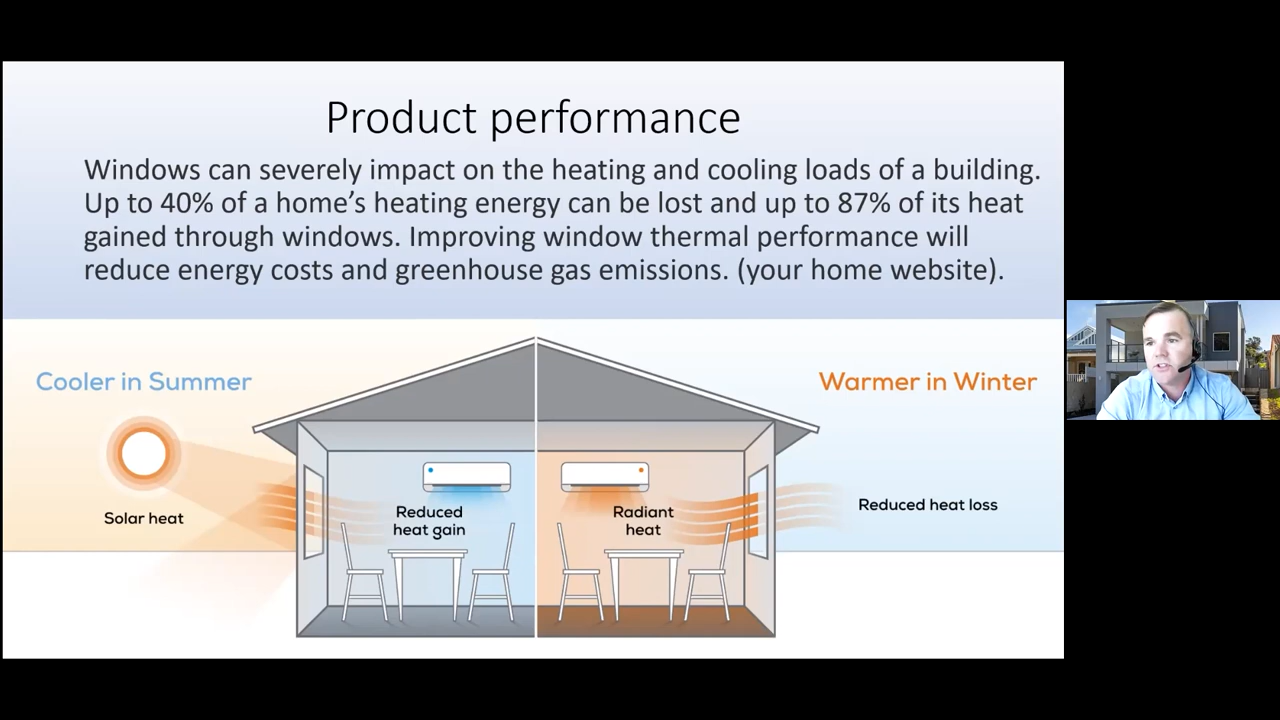 Product performance
Windows can severely impact on the heating and cooling loads of a building.
Up to 40% of a home’s heating energy can be lost and up to 87% of its heat
gained through windows. Improving window thermal performance will
reduce energy costs and greenhouse gas emissions. (your home website).
Cooler in Summer
Warmer in Winter
Solar heat
Reduced
heat gain
Radiant
heat
Reduced heat loss